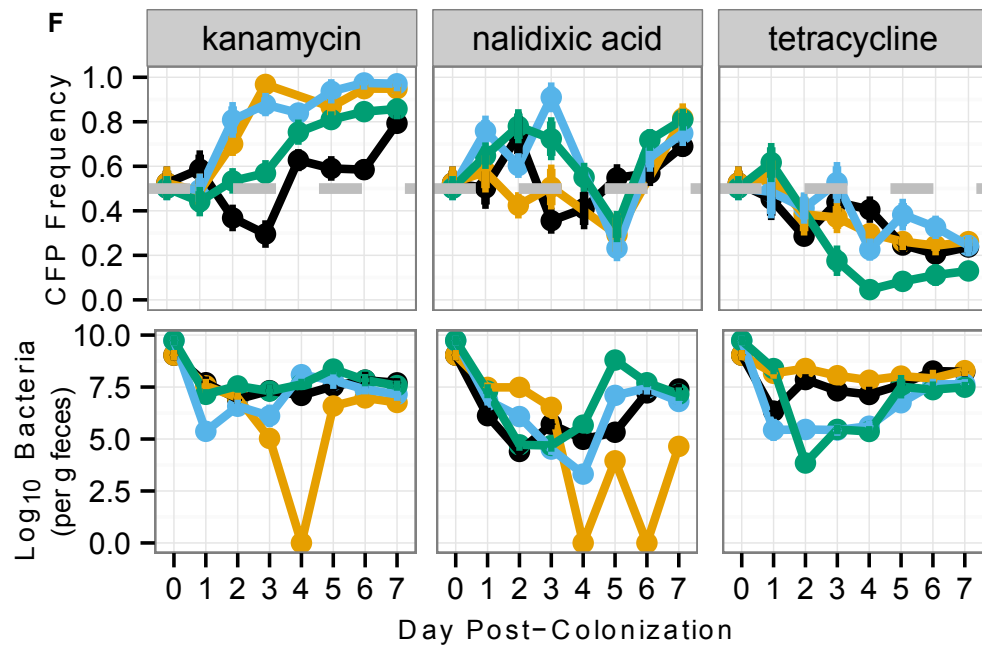 F
kanamycin nalidixic acid tetracycline
CFP Frequency
1.0
0.8
0.6
0.4
0.2
0.0
Log10 Bacteria
(per g feces)
10.0
7.5
5.0
2.5
0.0
0 1 2 3 4 5 6 7 0 1 2 3 4 5 6 7 0 1 2 3 4 5 6 7
Day Post−Colonization